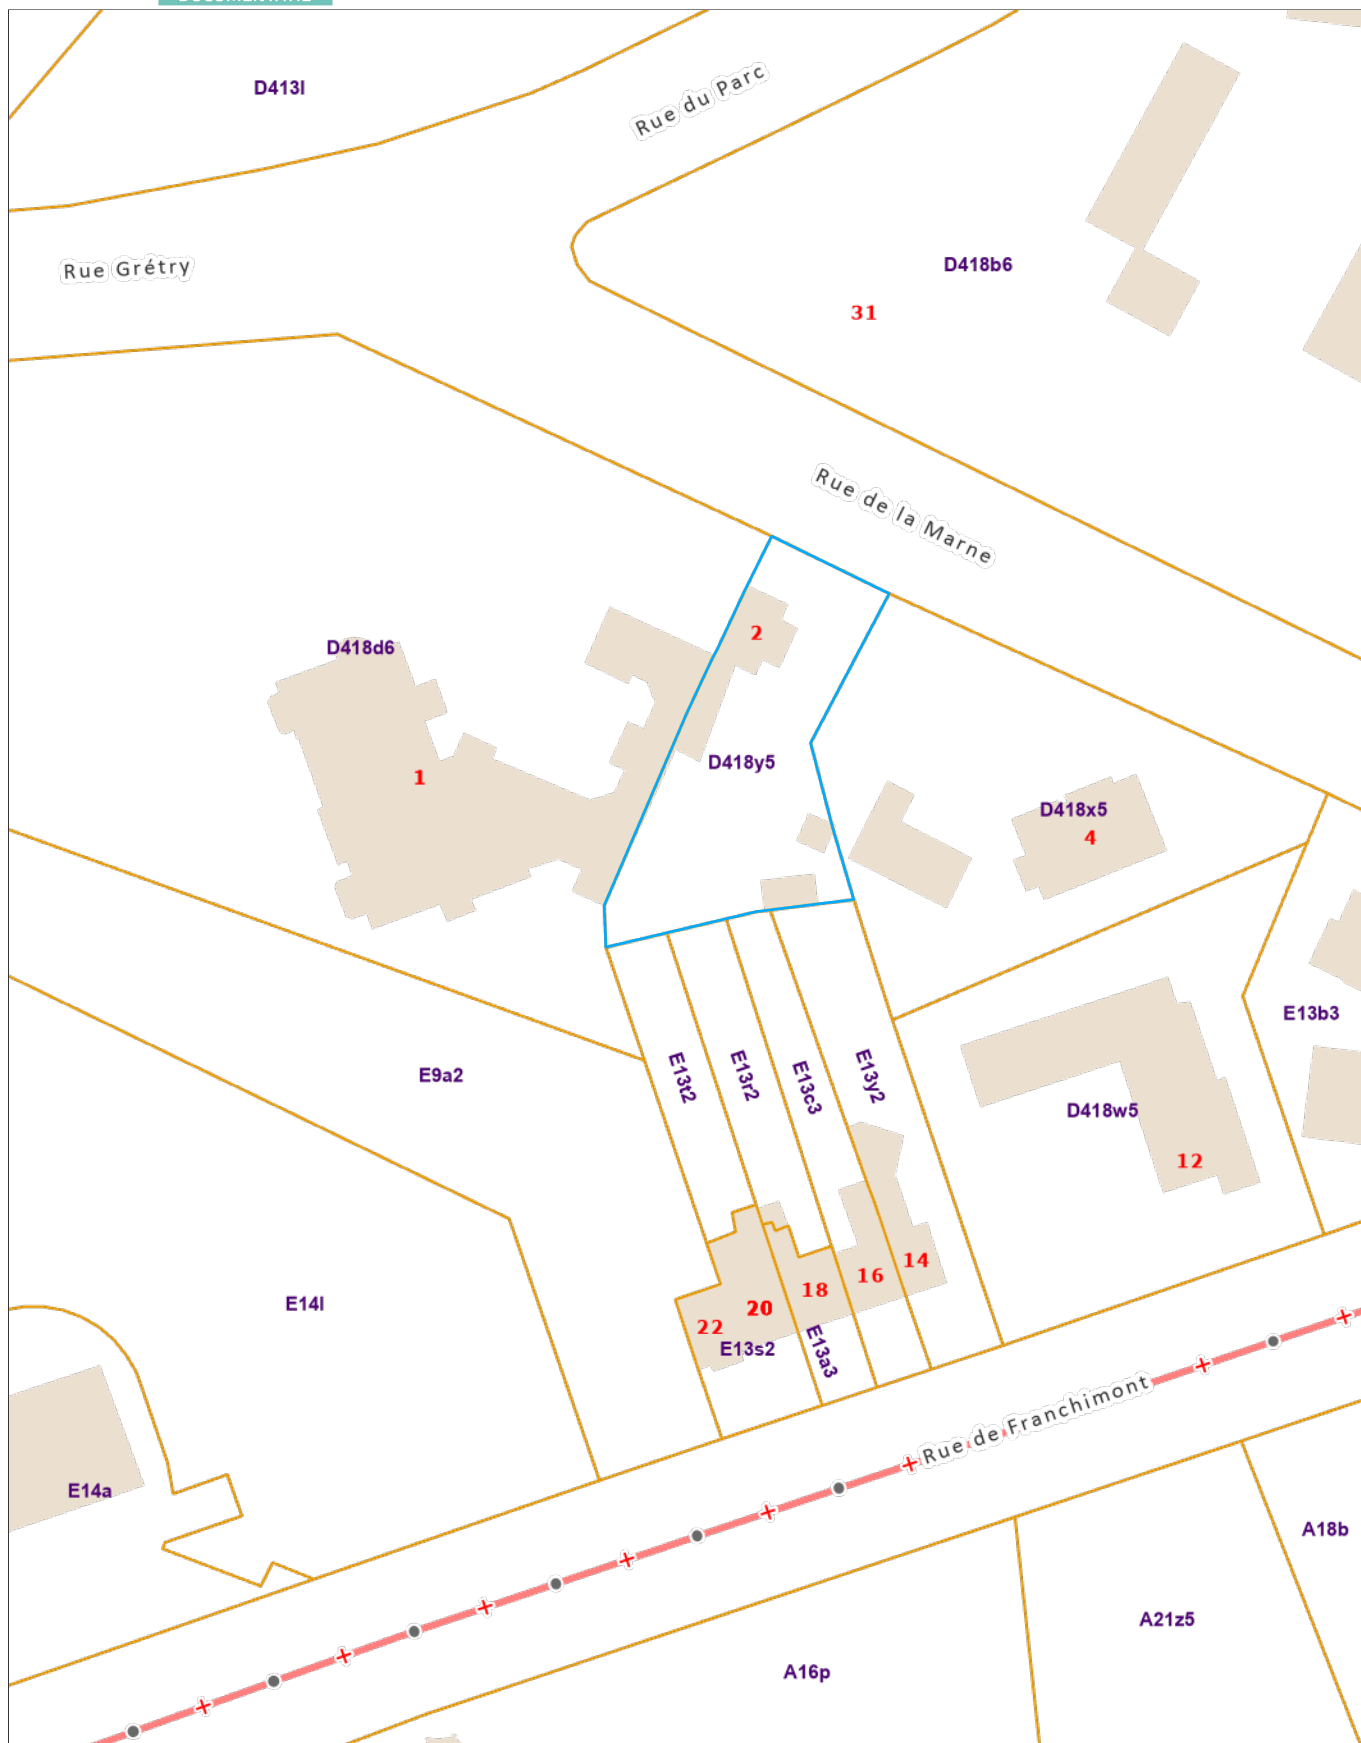 D413l
Rue du Parc
Rue Grétry
D418b6
31
Rue de la Marne
D418d6
2
1
D418y5
D418x5
4
E13b3
E9a2
E13t2
E13r2
E13c3
E13y2
D418w5
12
14
16
18
20
22
E13s2
E13a3
E14l
Rue de Franchimont
E14a
A18b
A21z5
A16p